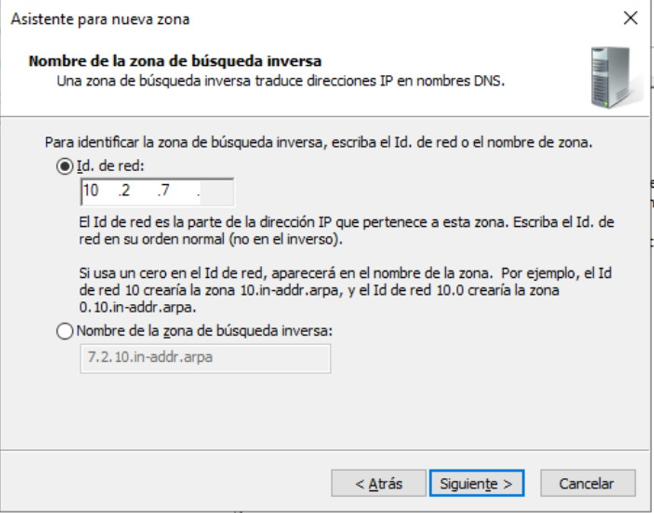 Asistente para nueva zona
Nombre de la zona de búsqueda inversa
Una zona de búsqueda inversa traduce direcciones IP en nombres DNS.
Para identificar la zona de búsqueda inversa, escriba el Id. de red o el nombre de zona.
Id. de red:
10 .2 .7 .
El Id de red es la parte de la dirección IP que pertenece a esta zona. Escriba el Id. de
red en su orden normal (no en el inverso).
Si usa un cero en el Id de red, aparecerá en el nombre de la zona. Por ejemplo, el Id
de red 10 crearía la zona 10.in-addr.arpa, y el Id de red 10.0 crearía la zona
0.10.in-addr.arpa.
Nombre de la zona de búsqueda inversa:
7.2.10.in-addr.arpa
< Atrás Siguiente > Cancelar